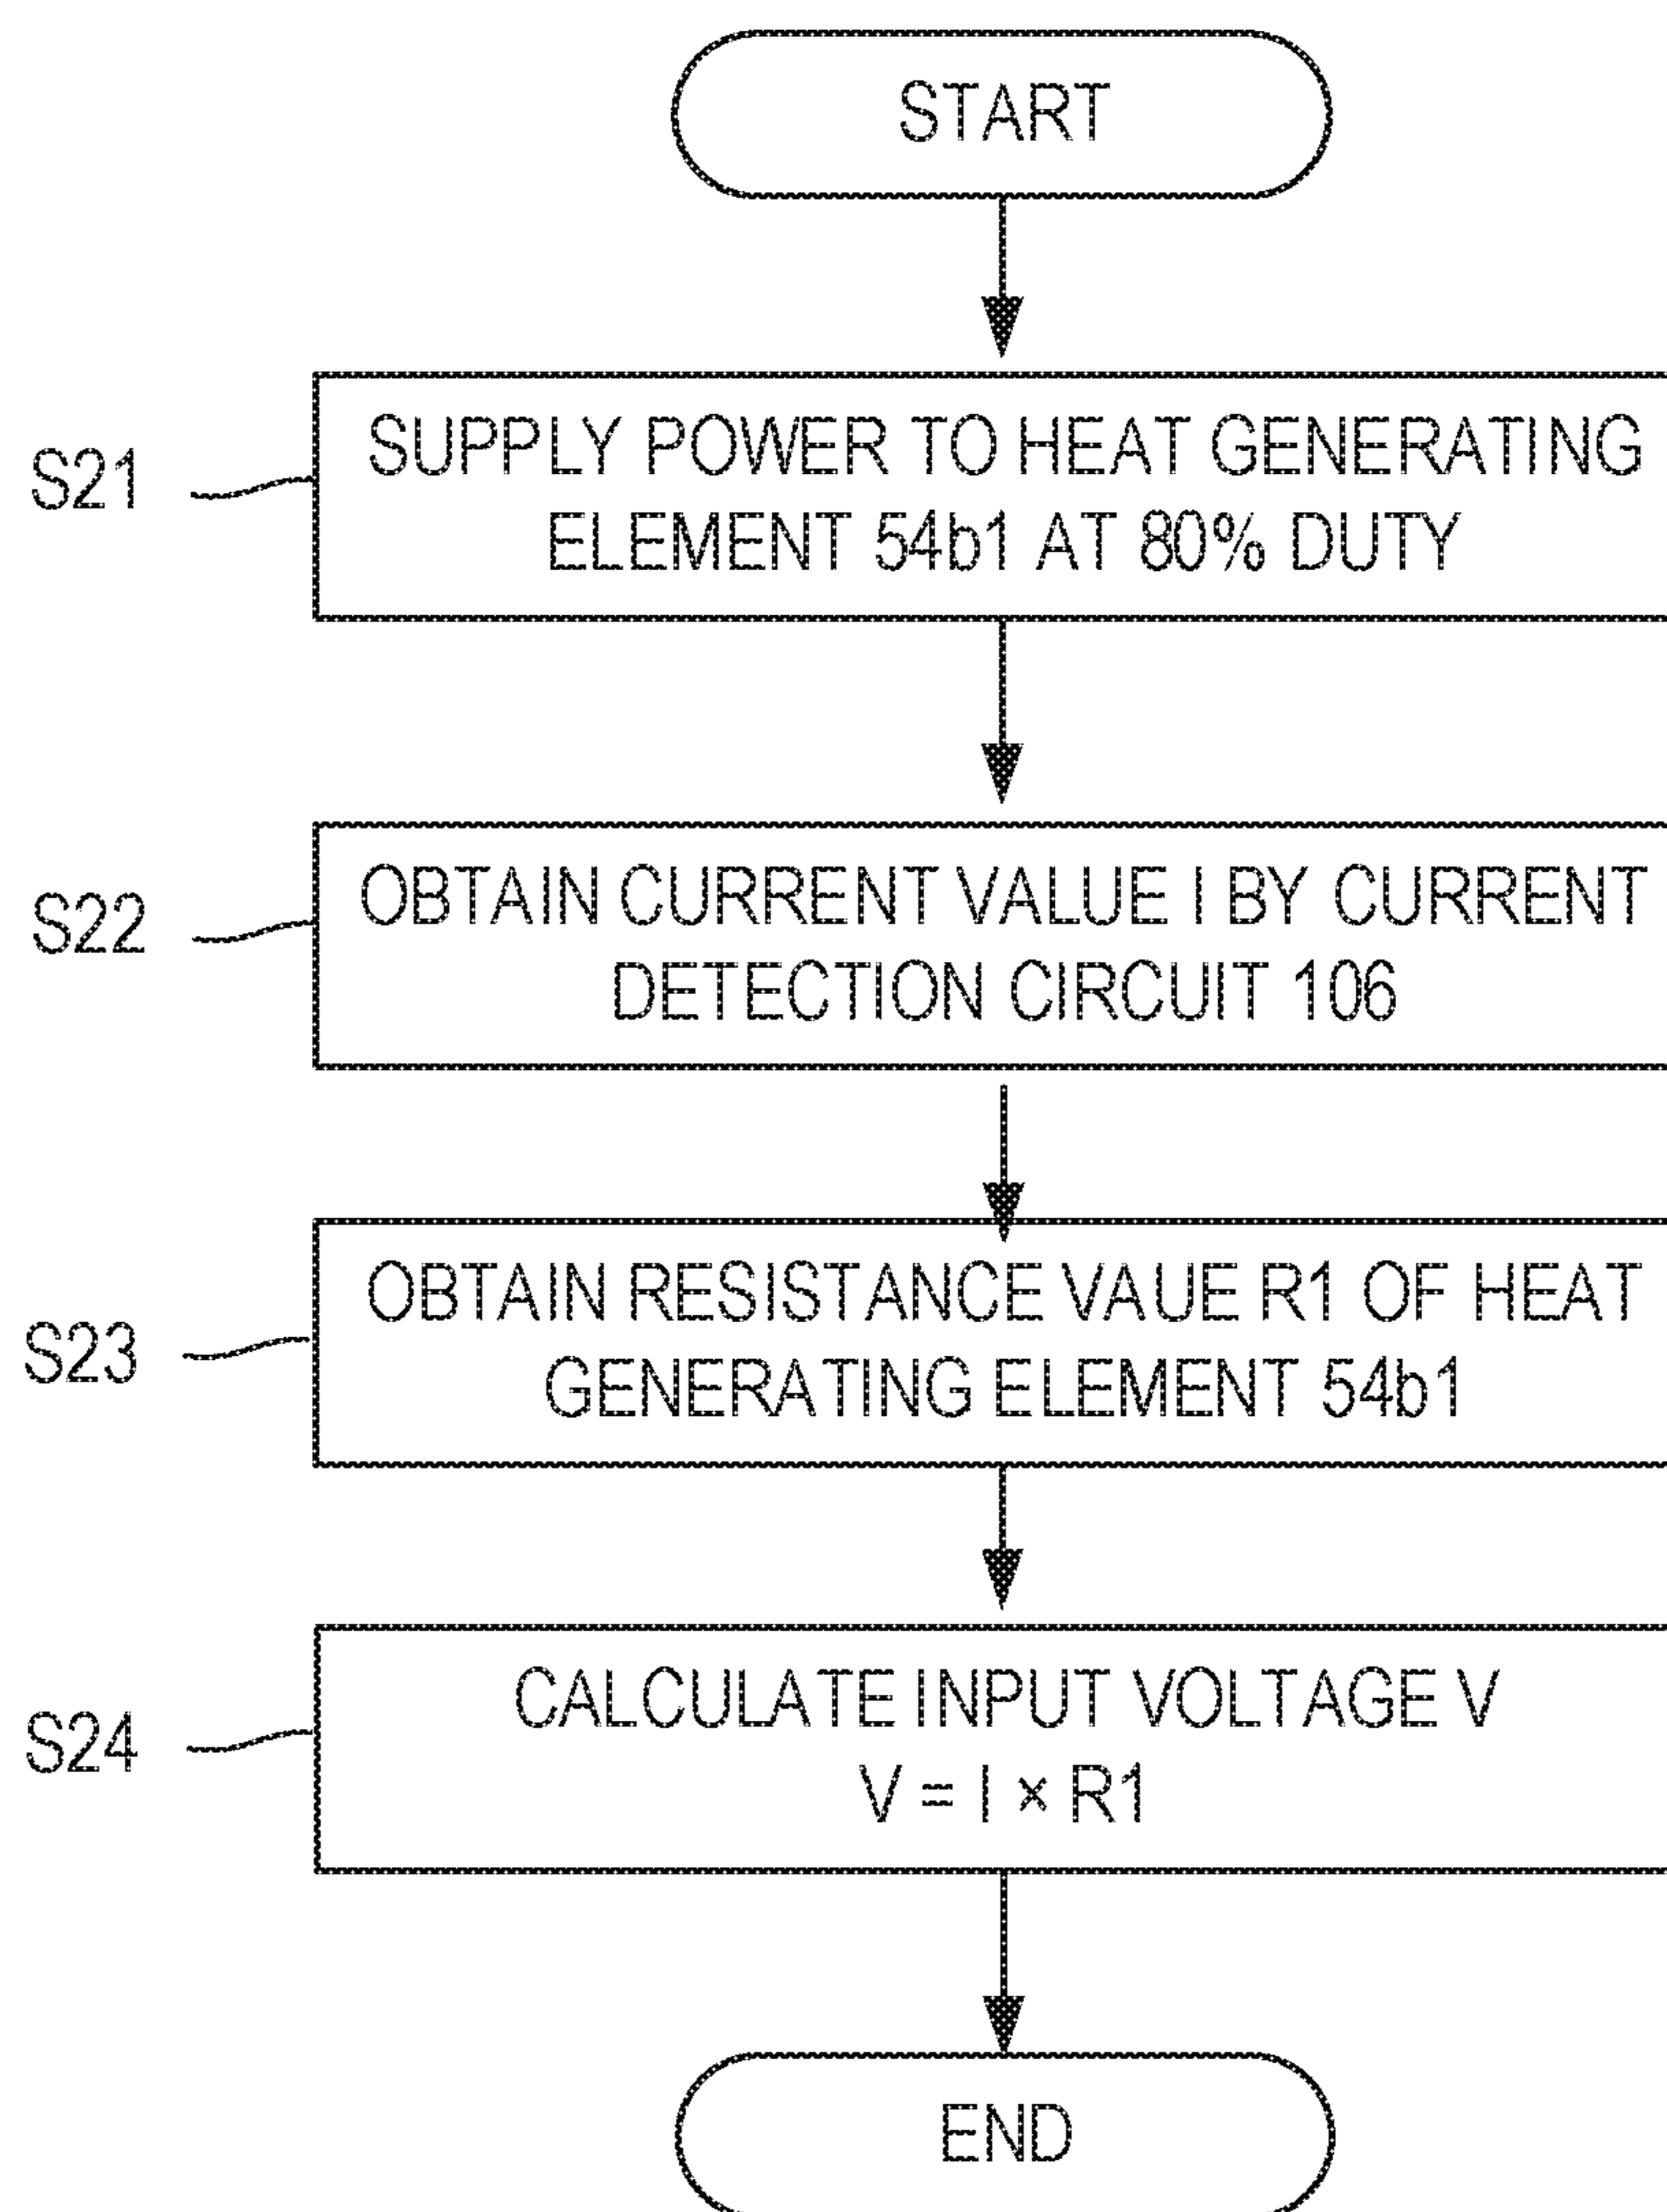 START
S21
SUPPLY POWER TO HEAT GENERATING
ELEMENT 54b1 AT 80% DUTY
S22
OBTAIN CURRENT VALUE I BY CURRENT
DETECTION CIRCUIT 106
S23
OBTAIN RESISTANCE VAUE R1 OF HEAT
GENERATING ELEMENT 54b1
S24
CALCULATE INPUT VOLTAGE V
V = I × R1
END